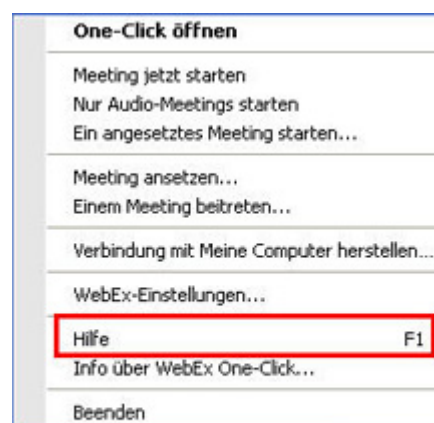 One-Click öffnen
Meeting jetzt starten
Nur Audio-Meetings starten
Ein angesetztes Meeting starten...
Meeting ansetzen...
Einem Meeting beitreten...
Verbindung mit Meine Computer herstellen...
WebEx-Einstellungen...
Hilfe F1
Info über WebEx One-Click...
Beenden